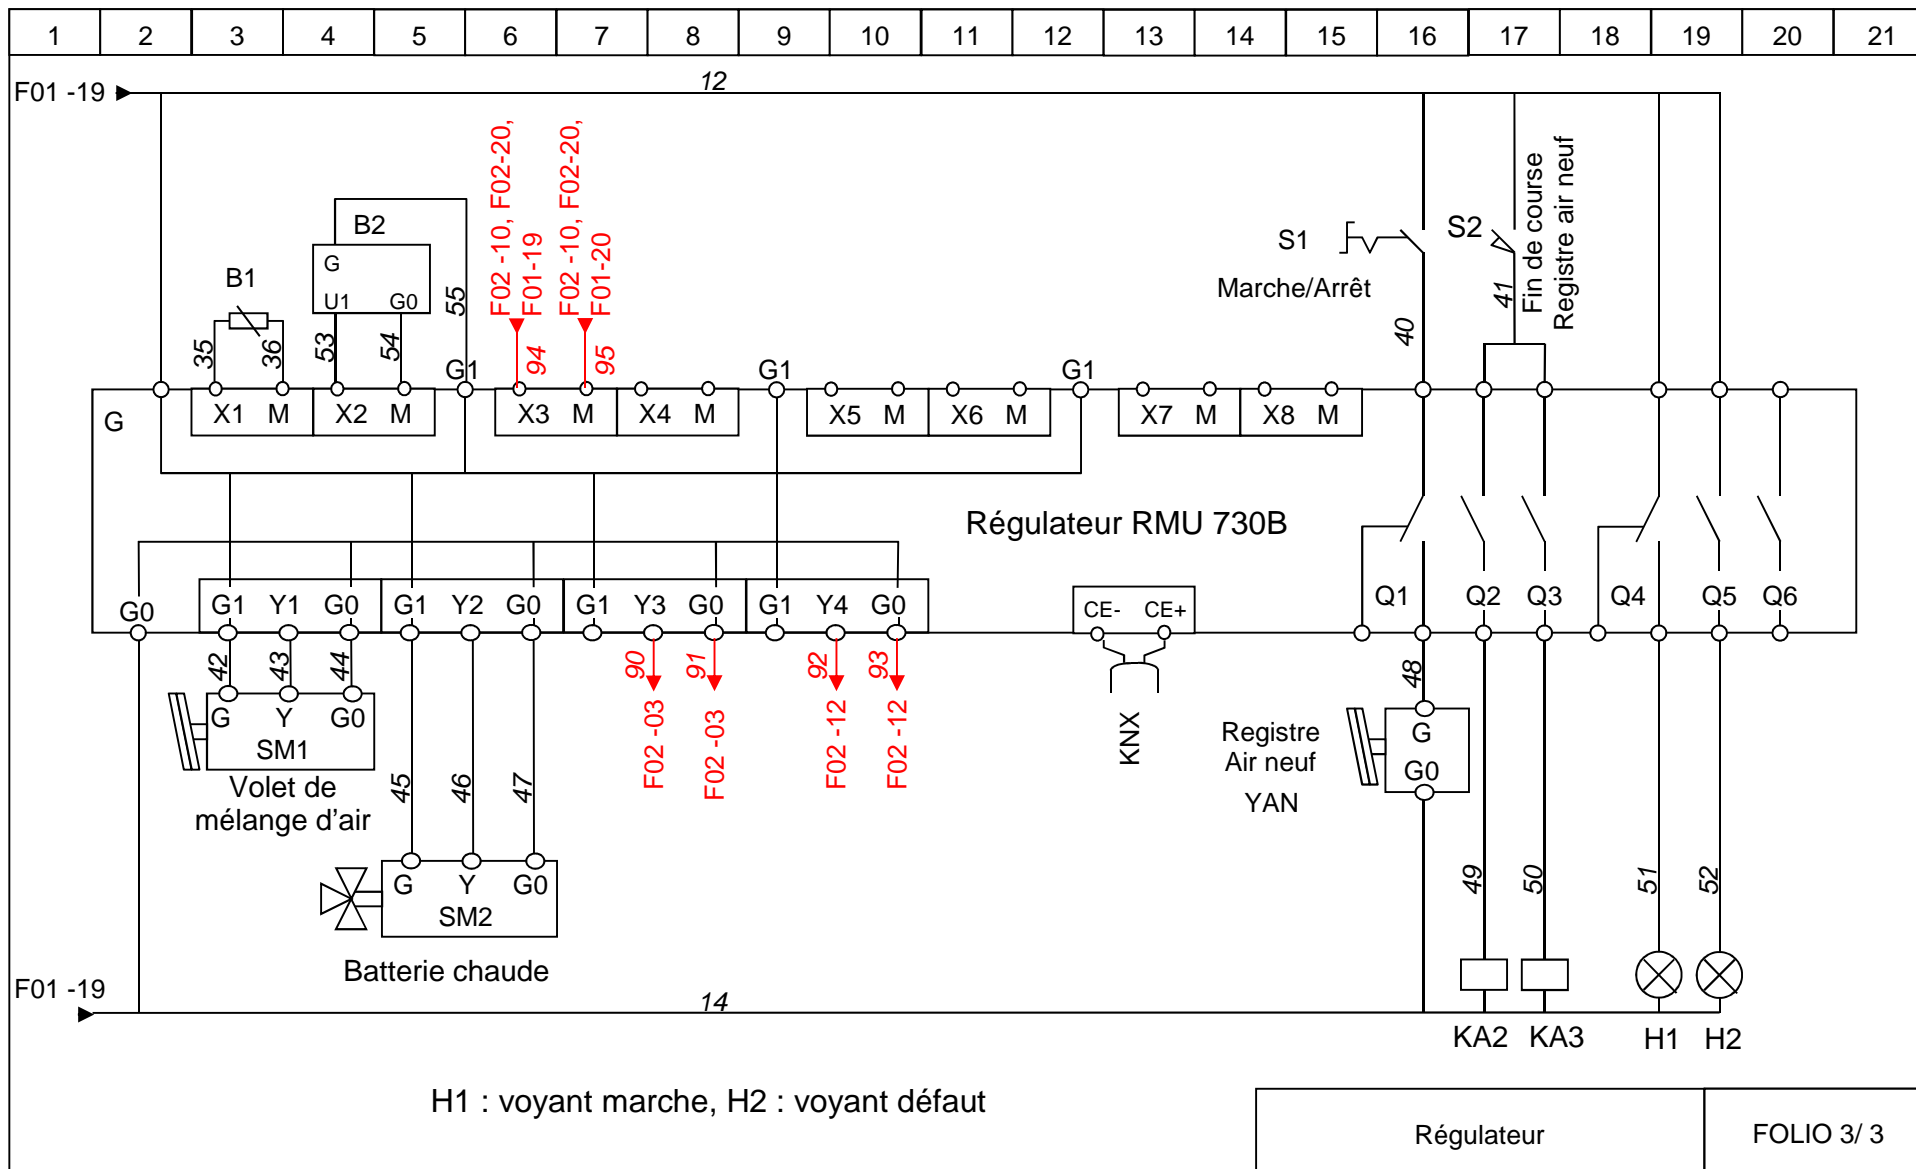 1 2 3 4 5 6 7 8 9 10 11 12 13 14 15 16 17 18 19 20 21
F01 -19
12
F02 -10, F02-20,
F01-19
F02 -10, F02-20,
F01-20
B2
G
U1 G0
B1
S1
Marche/Arrêt
S2
Fin de course
Registre air neuf
35
36
53
54
55
94
95
40
41
G1
G1
G1
G
X1 M
X2 M
X3 M
X4 M
X5 M
X6 M
X7 M
X8 M
Régulateur RMU 730B
G0
G1 Y1 G0
G1 Y2 G0
G1 Y3 G0
G1 Y4 G0
CE- CE+
Q1
Q2
Q3
Q4
Q5
Q6
42
43
44
90
91
92
93
48
G Y G0
SM1
Volet de
mélange d'air
F02 -03
F02 -03
F02 -12
F02 -12
KNX
Registre
Air neuf
YAN
G
G0
45
46
47
G Y G0
SM2
Batterie chaude
49
50
51
52
F01 -19
14
KA2
KA3
H1
H2
H1 : voyant marche, H2 : voyant défaut
Régulateur
FOLIO 3/ 3